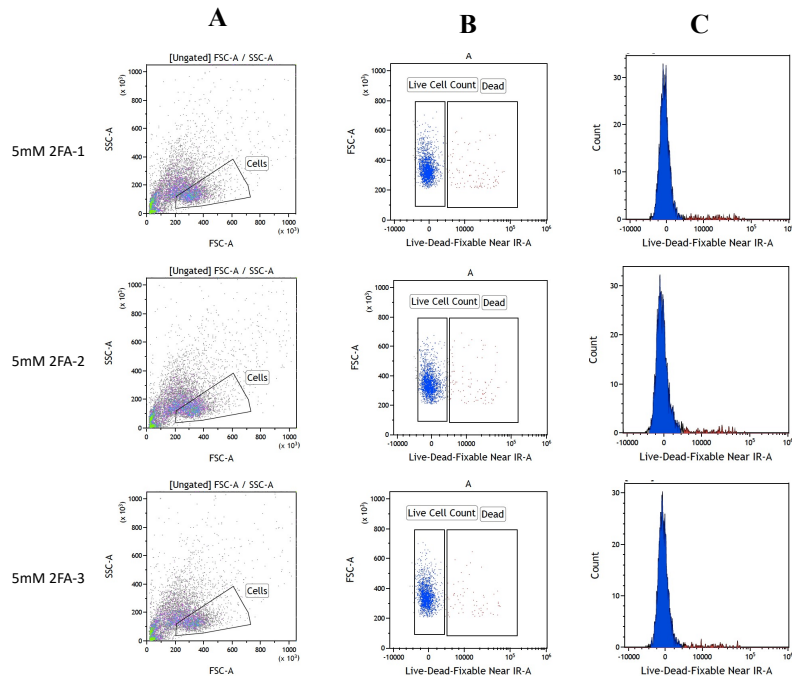 A B C
5mM 2FA-1
[Ungated] FSC-A / SSC-A
(x 10³)
1000
800
600
400
200
0
SSC-A
Cells
0 200 400 600 800 1000
(x 10³)
FSC-A
A
(x 10³)
1000
800
600
400
200
0
FSC-A
Live Cell Count Dead
-10000 0 10000 10⁵ 10⁶
Live-Dead-Fixable Near IR-A
30
20
10
0
Count
-10000 0 10000 10⁵ 10⁶
Live-Dead-Fixable Near IR-A
5mM 2FA-2
[Ungated] FSC-A / SSC-A
(x 10³)
1000
800
600
400
200
0
SSC-A
Cells
0 200 400 600 800 1000
(x 10³)
FSC-A
A
(x 10³)
1000
800
600
400
200
0
FSC-A
Live Cell Count Dead
-10000 0 10000 10⁵ 10⁶
Live-Dead-Fixable Near IR-A
30
20
10
0
Count
-10000 0 10000 10⁵ 10⁶
Live-Dead-Fixable Near IR-A
5mM 2FA-3
[Ungated] FSC-A / SSC-A
(x 10³)
1000
800
600
400
200
0
SSC-A
Cells
0 200 400 600 800 1000
(x 10³)
FSC-A
A
(x 10³)
1000
800
600
400
200
0
FSC-A
Live Cell Count Dead
-10000 0 10000 10⁵ 10⁶
Live-Dead-Fixable Near IR-A
30
20
10
0
Count
-10000 0 10000 10⁵ 10⁶
Live-Dead-Fixable Near IR-A